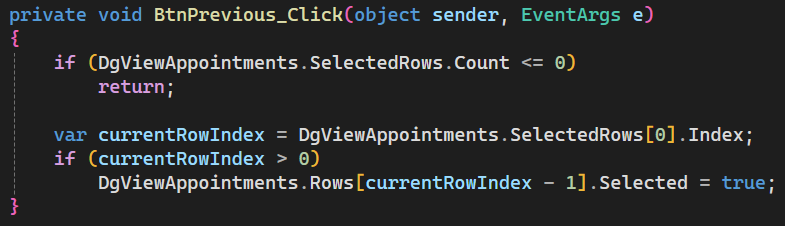 private void BtnPrevious_Click(object sender, EventArgs e)
{
    if (DgViewAppointments.SelectedRows.Count <= 0)
        return;

    var currentRowIndex = DgViewAppointments.SelectedRows[0].Index;
    if (currentRowIndex > 0)
        DgViewAppointments.Rows[currentRowIndex - 1].Selected = true;
}